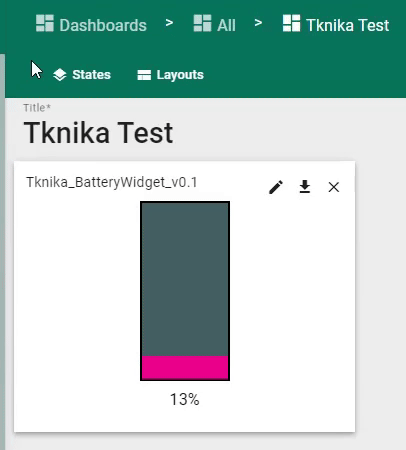 Dashboards > All > Tknika Test
States Layouts
Title*
Tknika Test
Tknika_BatteryWidget_v0.1
13%